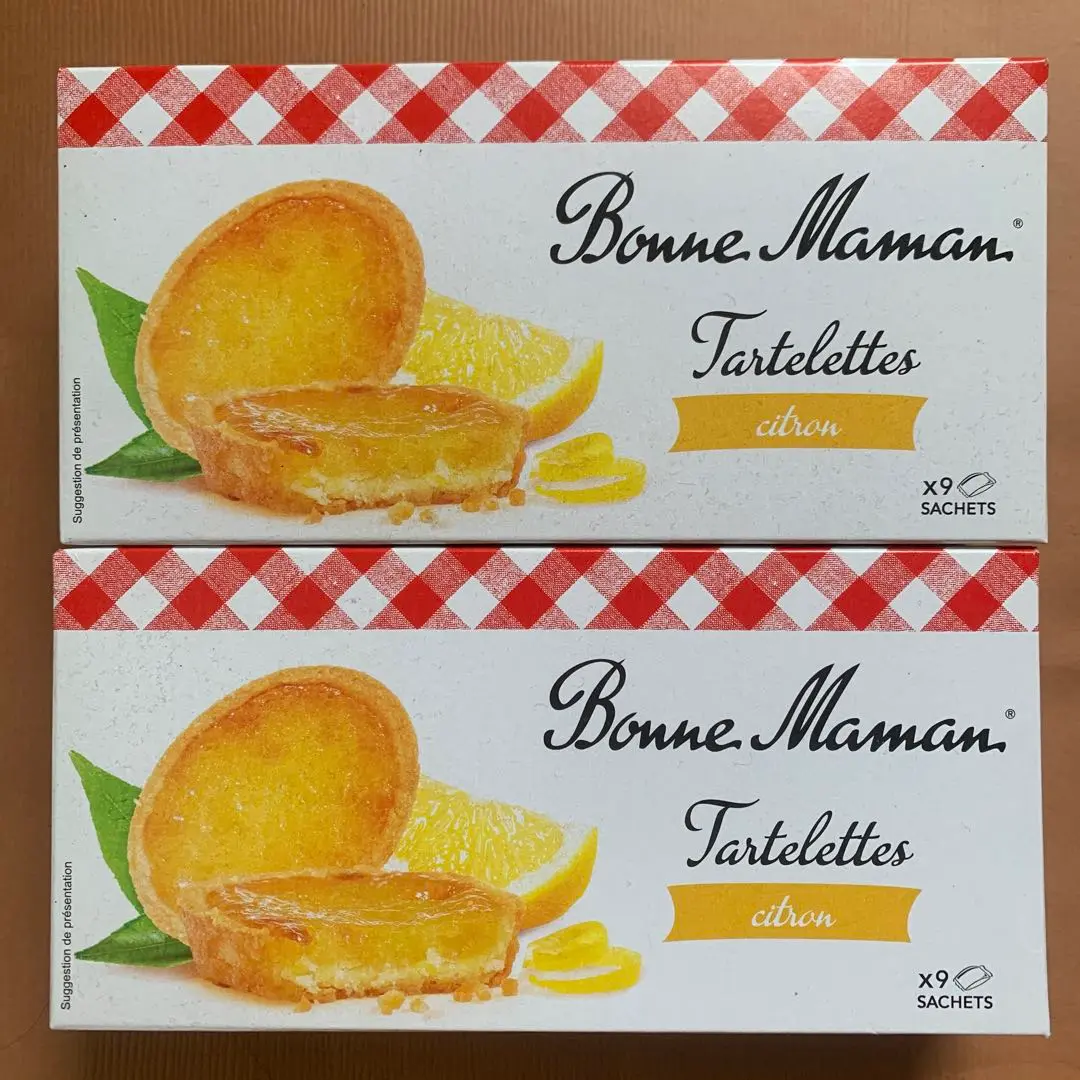 Bonne Maman®
Tartelettes
citron
x9
SACHETS
Suggestion de présentation
Bonne Maman®
Tartelettes
citron
x9
SACHETS
Suggestion de présentation